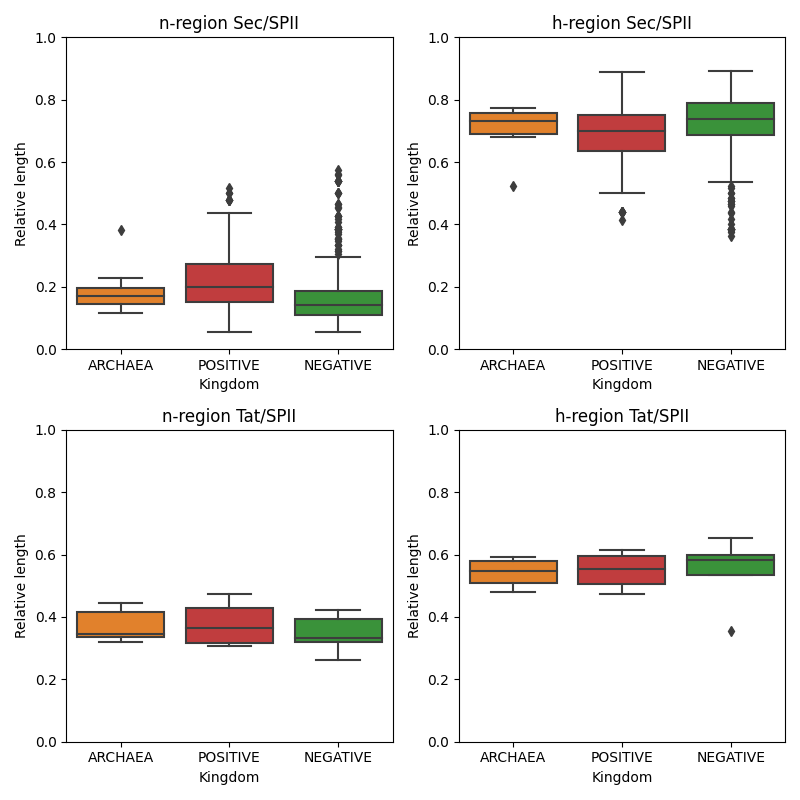 n-region Sec/SPII
1.0
0.8
0.6
0.4
0.2
0.0
Relative length
ARCHAEA POSITIVE NEGATIVE
Kingdom
h-region Sec/SPII
1.0
0.8
0.6
0.4
0.2
0.0
Relative length
ARCHAEA POSITIVE NEGATIVE
Kingdom
n-region Tat/SPII
1.0
0.8
0.6
0.4
0.2
0.0
Relative length
ARCHAEA POSITIVE NEGATIVE
Kingdom
h-region Tat/SPII
1.0
0.8
0.6
0.4
0.2
0.0
Relative length
ARCHAEA POSITIVE NEGATIVE
Kingdom